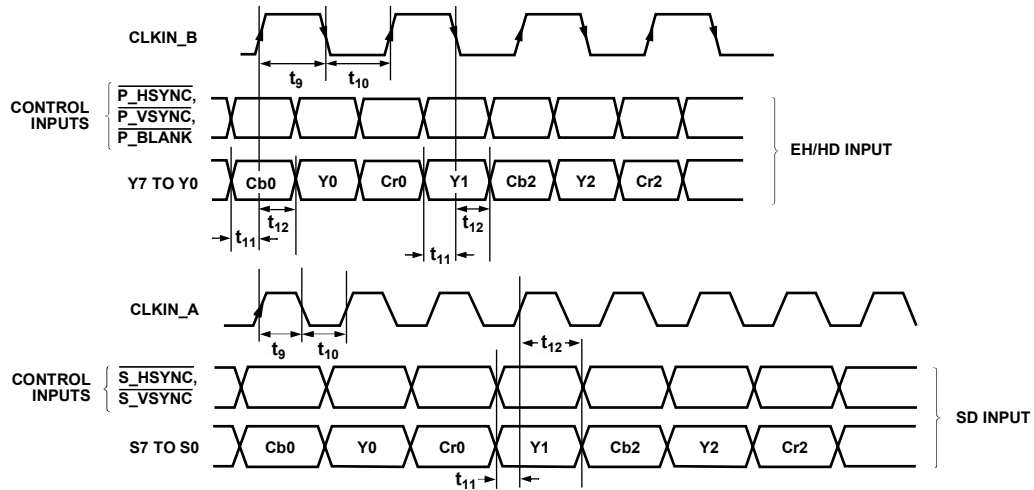 CLKIN_B
t9 t10
CONTROL INPUTS
P_HSYNC,
P_VSYNC,
P_BLANK
EH/HD INPUT
Y7 TO Y0
Cb0 Y0 Cr0 Y1 Cb2 Y2 Cr2
t12 t12
t11 t11
CLKIN_A
t9 t10 t12
CONTROL INPUTS
S_HSYNC,
S_VSYNC
SD INPUT
S7 TO S0
Cb0 Y0 Cr0 Y1 Cb2 Y2 Cr2
t11